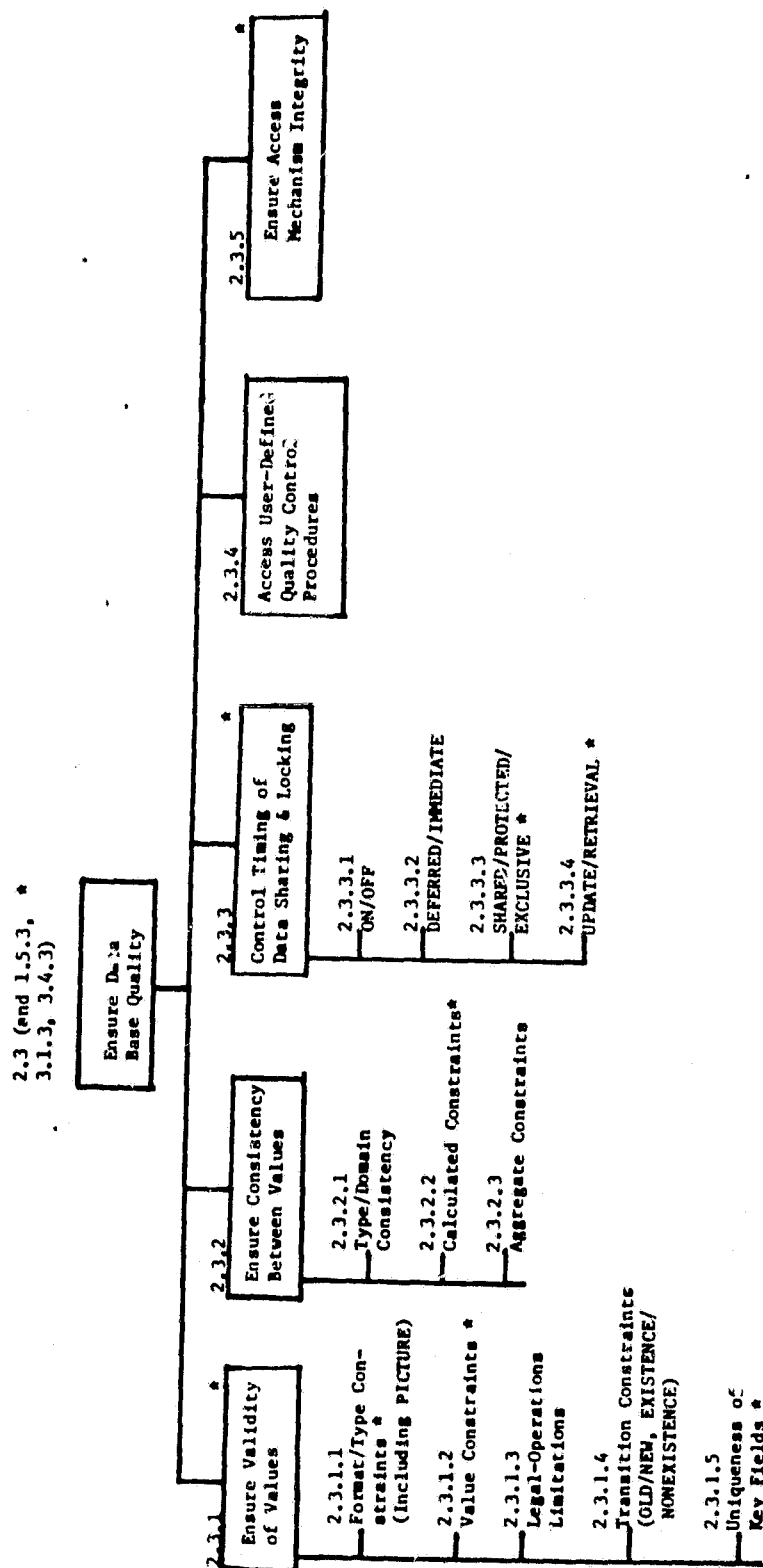 2.3 (and 1.5.3, *
3.1.3, 3.4.3)
Ensure Data
Base Quality
2.3.1 *
Ensure Validity
of Values
2.3.1.1
Format/Type Con-
straints *
(Including PICTURE)
2.3.1.2
Value Constraints *
2.3.1.3
Legal-Operations
Limitations
2.3.1.4
Transition Constraints
(OLD/NEW, EXISTENCE/
NONEXISTENCE)
2.3.1.5
Uniqueness of
Key Fields *
2.3.2
Ensure Consistency
Between Values
2.3.2.1
Type/Domain
Consistency
2.3.2.2
Calculated Constraints *
2.3.2.3
Aggregate Constraints
2.3.3 *
Control Timing of
Data Sharing & Locking
2.3.3.1
ON/OFF
2.3.3.2
DEFERRED/IMMEDIATE
2.3.3.3
SHARED/PROTECTED/
EXCLUSIVE *
2.3.3.4
UPDATE/RETRIEVAL *
2.3.4
Access User-Defined
Quality Control
Procedures
2.3.5 *
Ensure Access
Mechanism Integrity